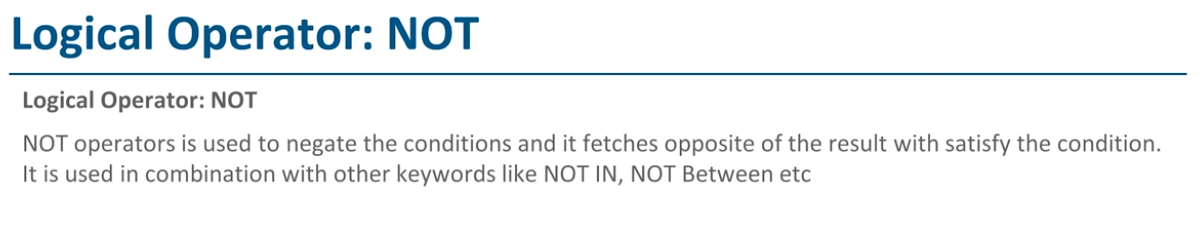 Logical Operator: NOT
Logical Operator: NOT
NOT operators is used to negate the conditions and it fetches opposite of the result with satisfy the condition.
It is used in combination with other keywords like NOT IN, NOT Between etc